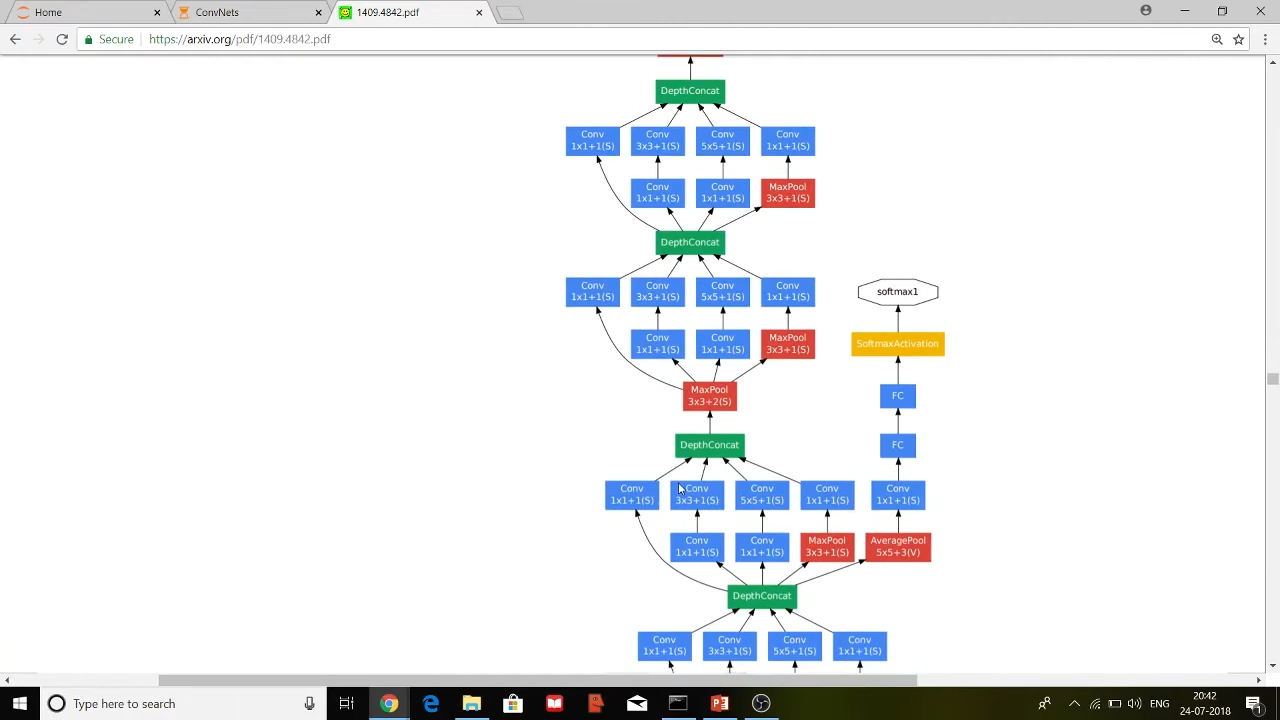 Home
ConvNets
1409.4842.pdf
Secure
https://arxiv.org/pdf/1409.4842.pdf
DepthConcat
Conv
1x1+1(S)
Conv
3x3+1(S)
Conv
5x5+1(S)
Conv
1x1+1(S)
Conv
1x1+1(S)
Conv
1x1+1(S)
MaxPool
3x3+1(S)
DepthConcat
Conv
1x1+1(S)
Conv
3x3+1(S)
Conv
5x5+1(S)
Conv
1x1+1(S)
softmax1
Conv
1x1+1(S)
Conv
1x1+1(S)
MaxPool
3x3+1(S)
SoftmaxActivation
MaxPool
3x3+2(S)
FC
DepthConcat
FC
Conv
1x1+1(S)
Conv
3x3+1(S)
Conv
5x5+1(S)
Conv
1x1+1(S)
Conv
1x1+1(S)
Conv
1x1+1(S)
Conv
1x1+1(S)
MaxPool
3x3+1(S)
AveragePool
5x5+3(V)
DepthConcat
Conv
1x1+1(S)
Conv
3x3+1(S)
Conv
5x5+1(S)
Conv
1x1+1(S)
Type here to search
ENG
20:42
24-07-2018